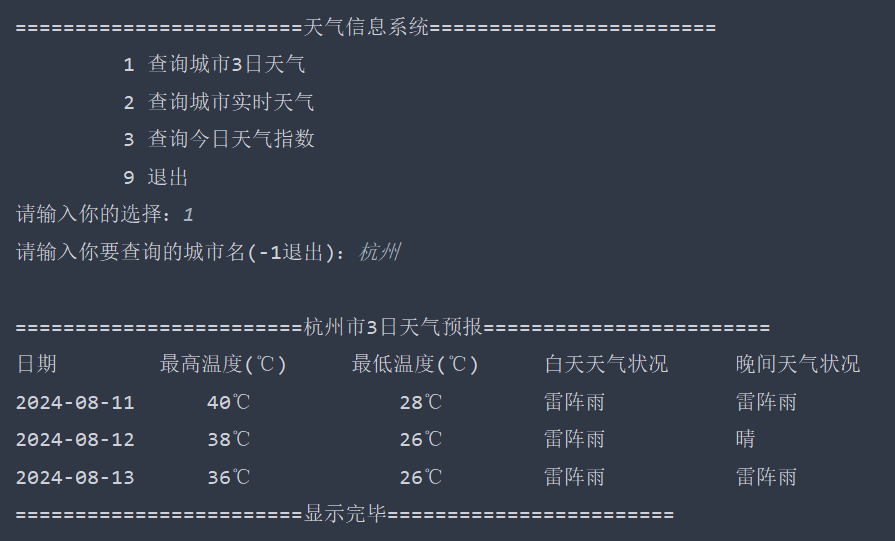 ========================天气信息系统========================
1 查询城市3日天气
2 查询城市实时天气
3 查询今日天气指数
9 退出
请输入你的选择：1
请输入你要查询的城市名(-1退出)：杭州
========================杭州市3日天气预报========================
日期 最高温度(℃) 最低温度(℃) 白天天气状况 晚间天气状况
2024-08-11 40℃ 28℃ 雷阵雨 雷阵雨
2024-08-12 38℃ 26℃ 雷阵雨 晴
2024-08-13 36℃ 26℃ 雷阵雨 雷阵雨
========================显示完毕========================